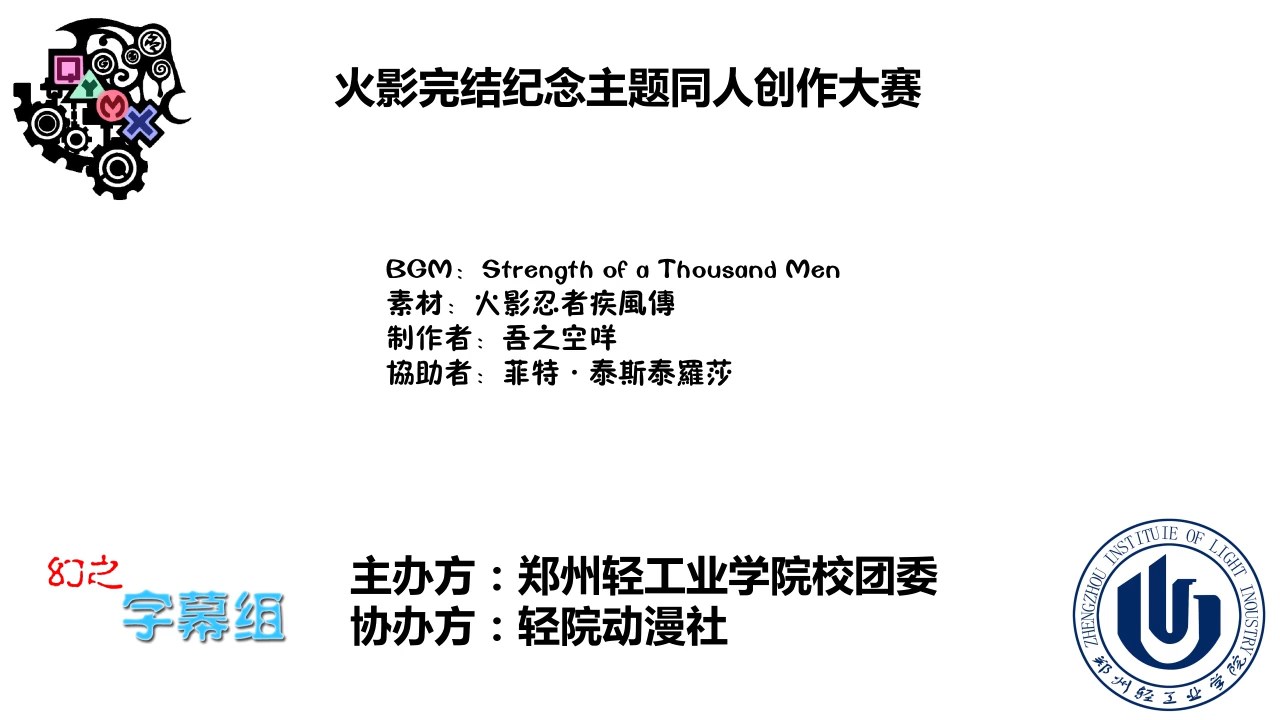 Q
Y
M
X
火影完结纪念主题同人创作大赛
BGM：Strength of a Thousand Men
素材：火影忍者疾風傳
制作者：吾之空咩
協助者：菲特·泰斯泰羅莎
幻之
字幕组
主办方：郑州轻工业学院校团委
协办方：轻院动漫社
ZHENGZHOU INSTITUIE OF LIGHT INOUSTRY
郑州轻工业学院